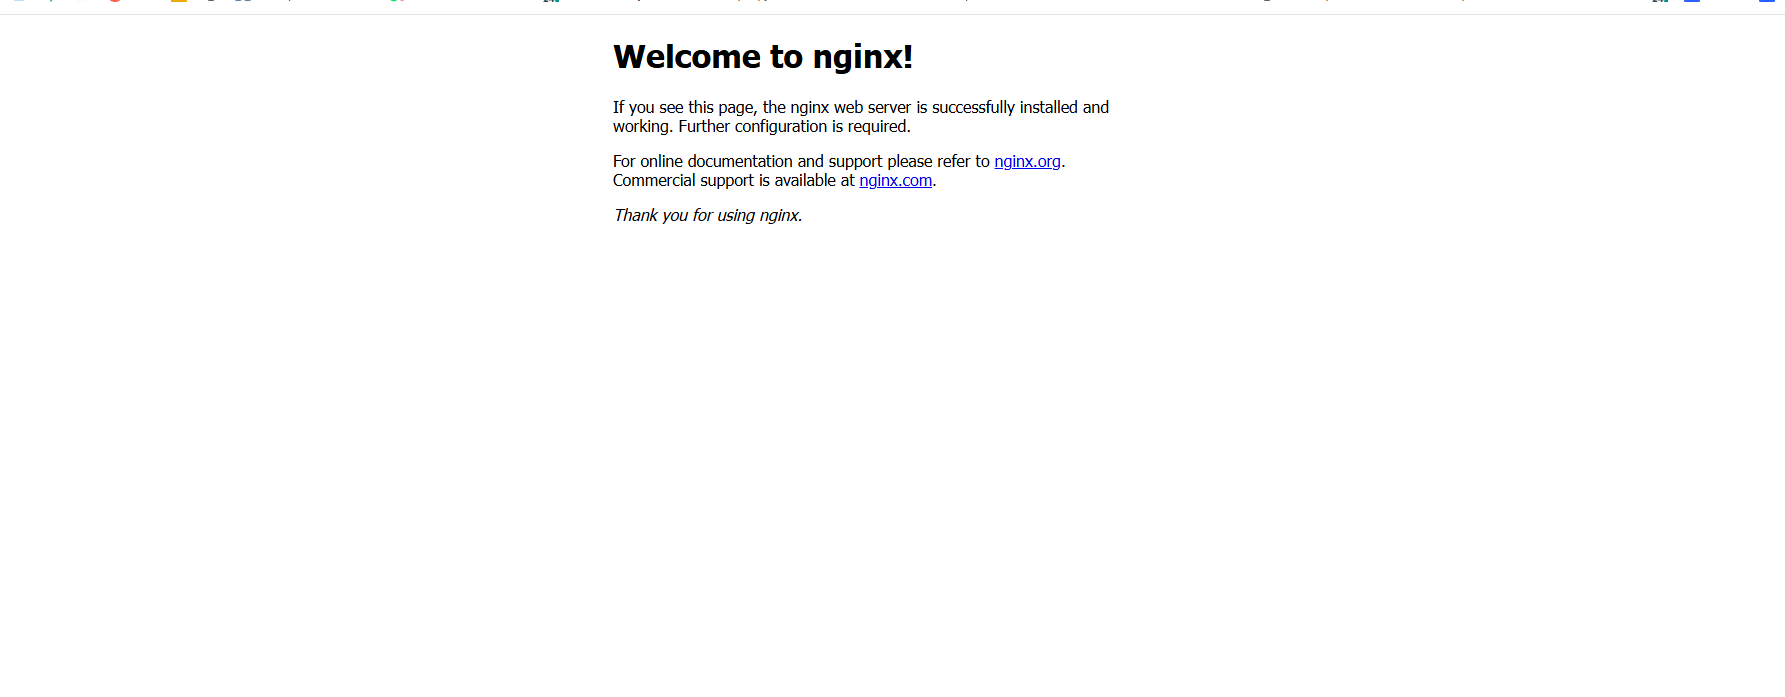 Welcome to nginx!
If you see this page, the nginx web server is successfully installed and
working. Further configuration is required.
For online documentation and support please refer to nginx.org.
Commercial support is available at nginx.com.
Thank you for using nginx.